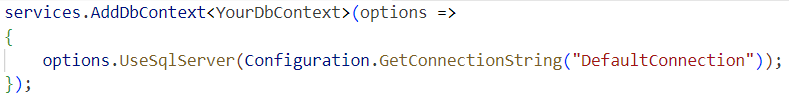 services.AddDbContext<YourDbContext>(options =>
{
    options.UseSqlServer(Configuration.GetConnectionString("DefaultConnection"));
});